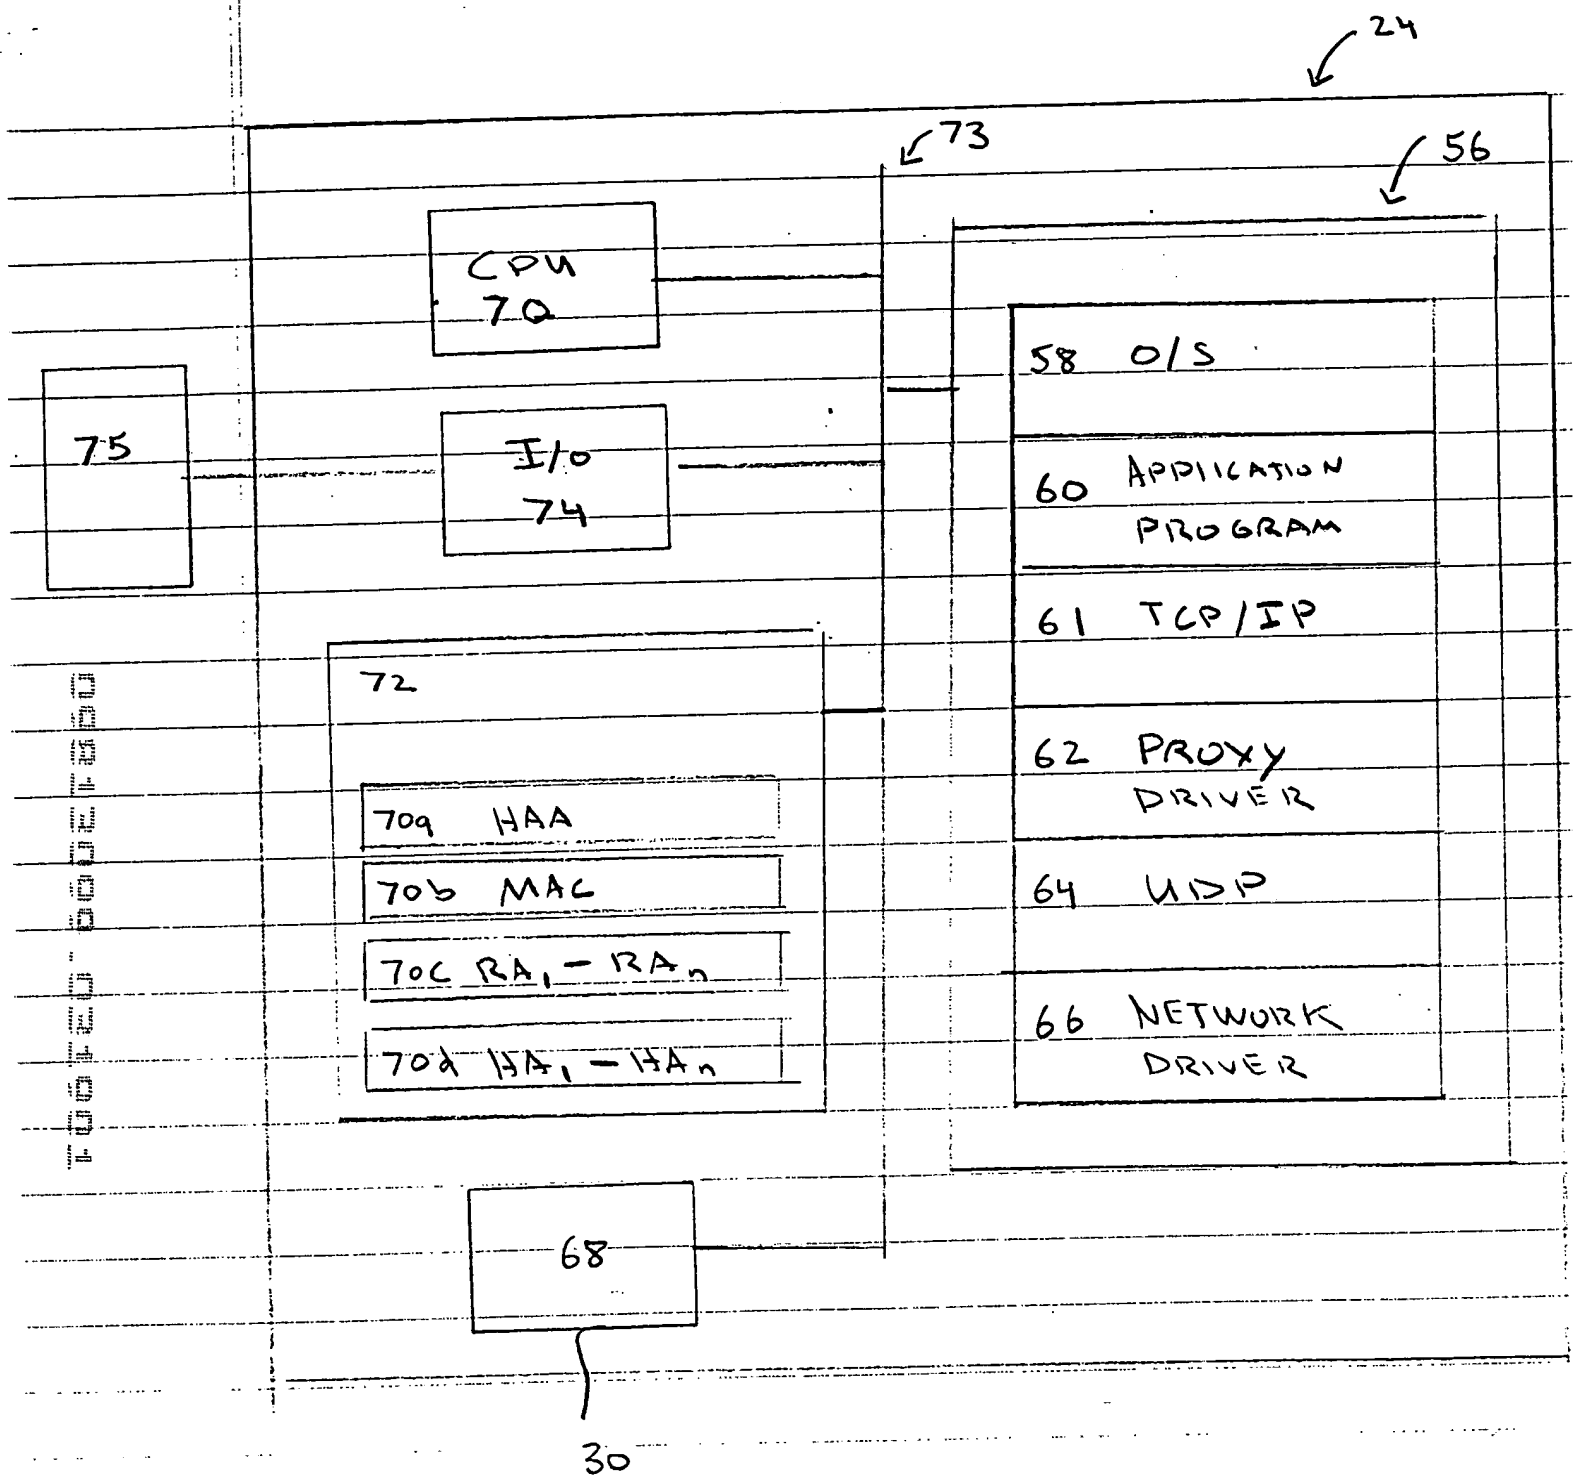 24
73
56
CPU
70
58 O/S
75
I/O
74
60 APPLICATION
PROGRAM
61 TCP/IP
72
62 PROXY
DRIVER
70a HAA
70b MAC
64 UDP
70c RA1 - RAn
66 NETWORK
DRIVER
70d HA1 - HAn
68
30